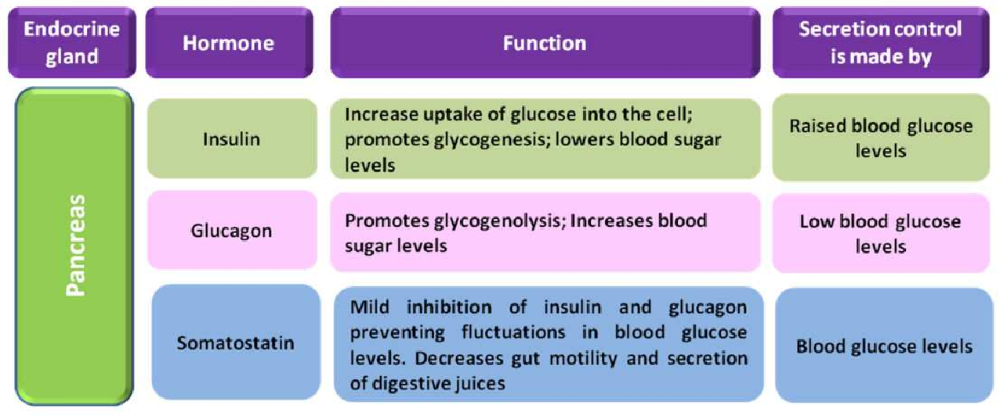 Endocrine
gland
Hormone
Function
Secretion control
is made by
Pancreas
Insulin
Increase uptake of glucose into the cell;
promotes glycogenesis; lowers blood sugar
levels
Raised blood glucose
levels
Glucagon
Promotes glycogenolysis; Increases blood
sugar levels
Low blood glucose
levels
Somatostatin
Mild inhibition of insulin and glucagon
preventing fluctuations in blood glucose
levels. Decreases gut motility and secretion
of digestive juices
Blood glucose levels